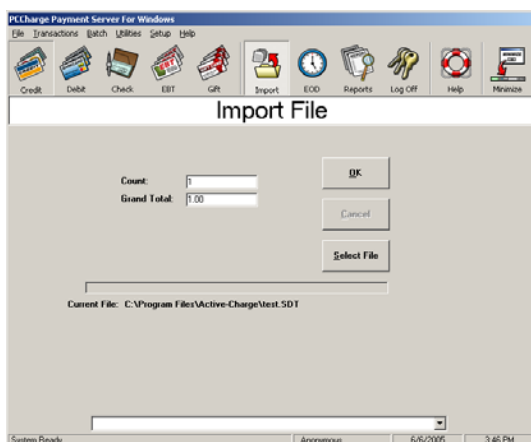 PCCharge Payment Server For Windows
File Transactions Batch Utilities Setup Help
Credit Debit Check EBT Gift Import EOD Reports Log Off Help Minimize
Import File
Count: 1
Grand Total: 1.00
OK
Cancel
Select File
Current File: C:\Program Files\Active-Charge\test.SDT
System Ready Anonymous 6/6/2005 3:46 PM